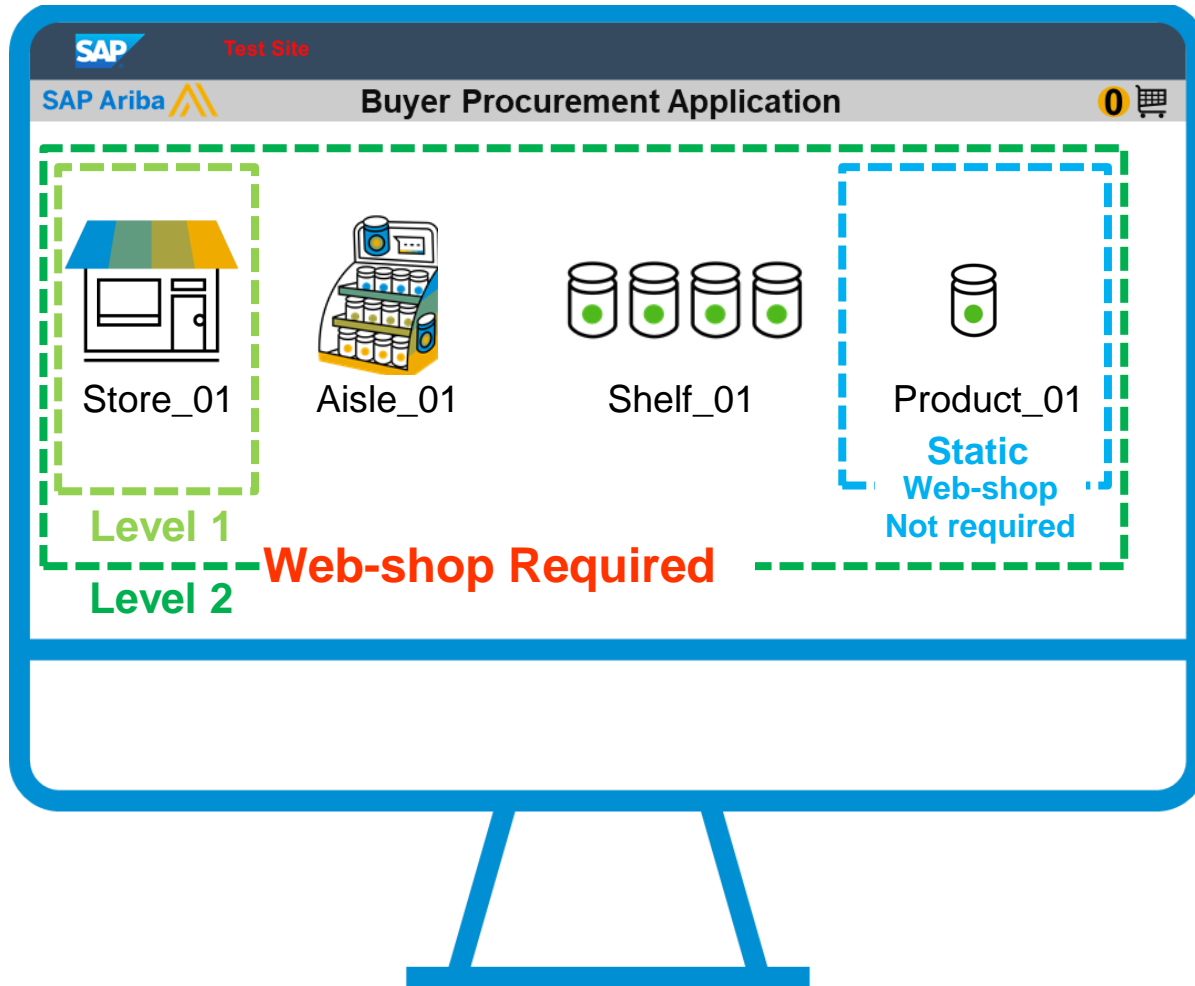 SAP
Test Site
SAP Ariba
Buyer Procurement Application
0
Store_01
Aisle_01
Shelf_01
Product_01
Static
Web-shop
Not required
Level 1
Web-shop Required
Level 2